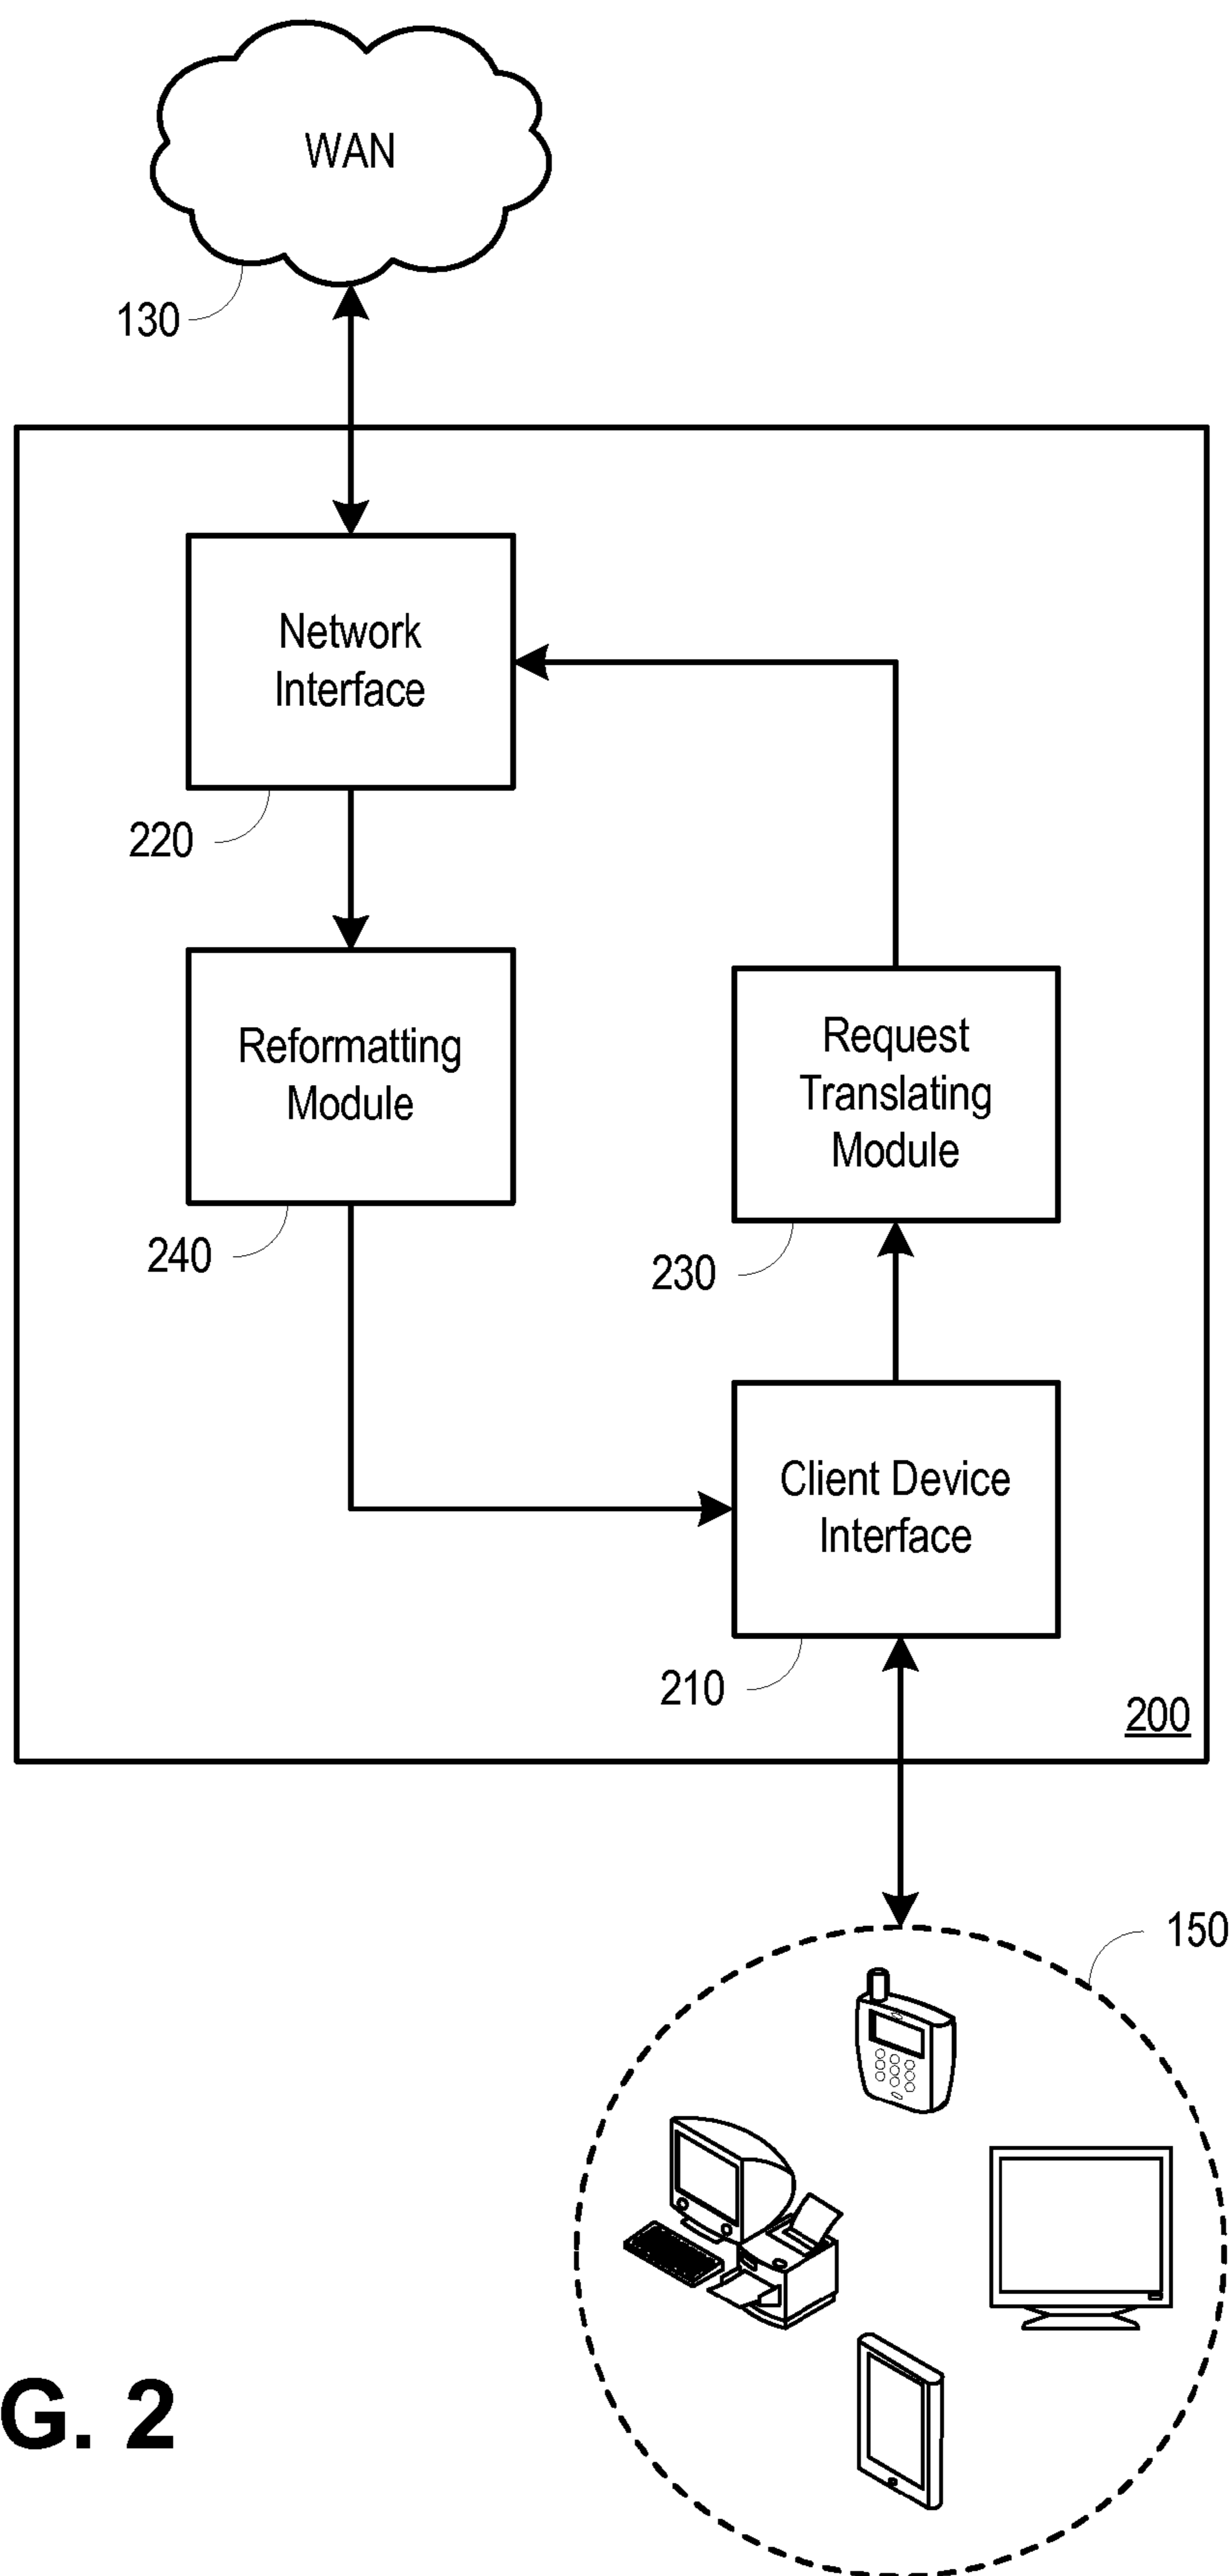 WAN
130
Network
Interface
220
Reformatting
Module
240
Request
Translating
Module
230
Client Device
Interface
210
200
150
G. 2